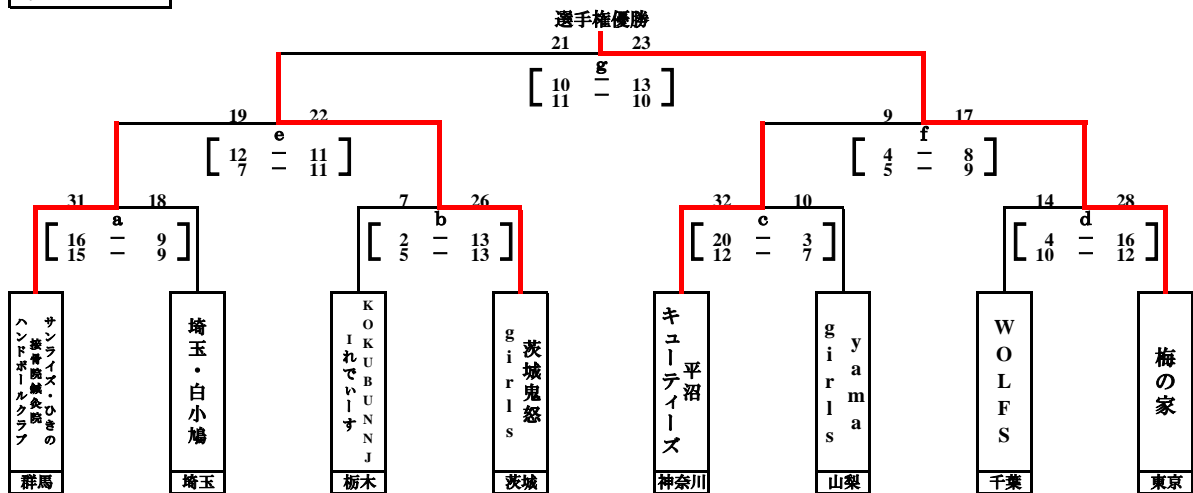 選手権優勝
21 23
g
10 － 13
11 － 10
19 22
e
12 － 11
7 － 11
9 17
f
4 － 8
5 － 9
31 18
a
16 － 9
15 － 9
7 26
b
2 － 13
5 － 13
32 10
c
20 － 3
12 － 7
14 28
d
4 － 16
10 － 12
サンライズ・ひきの
接骨院鍼灸院
ハンドボールクラブ
埼玉・白小鳩
KOKUBUNNJ
Iれでぃーす
茨城鬼怒
girls
平沼
キューティーズ
yama
girls
WOLFS
梅の家
群馬
埼玉
栃木
茨城
神奈川
山梨
千葉
東京